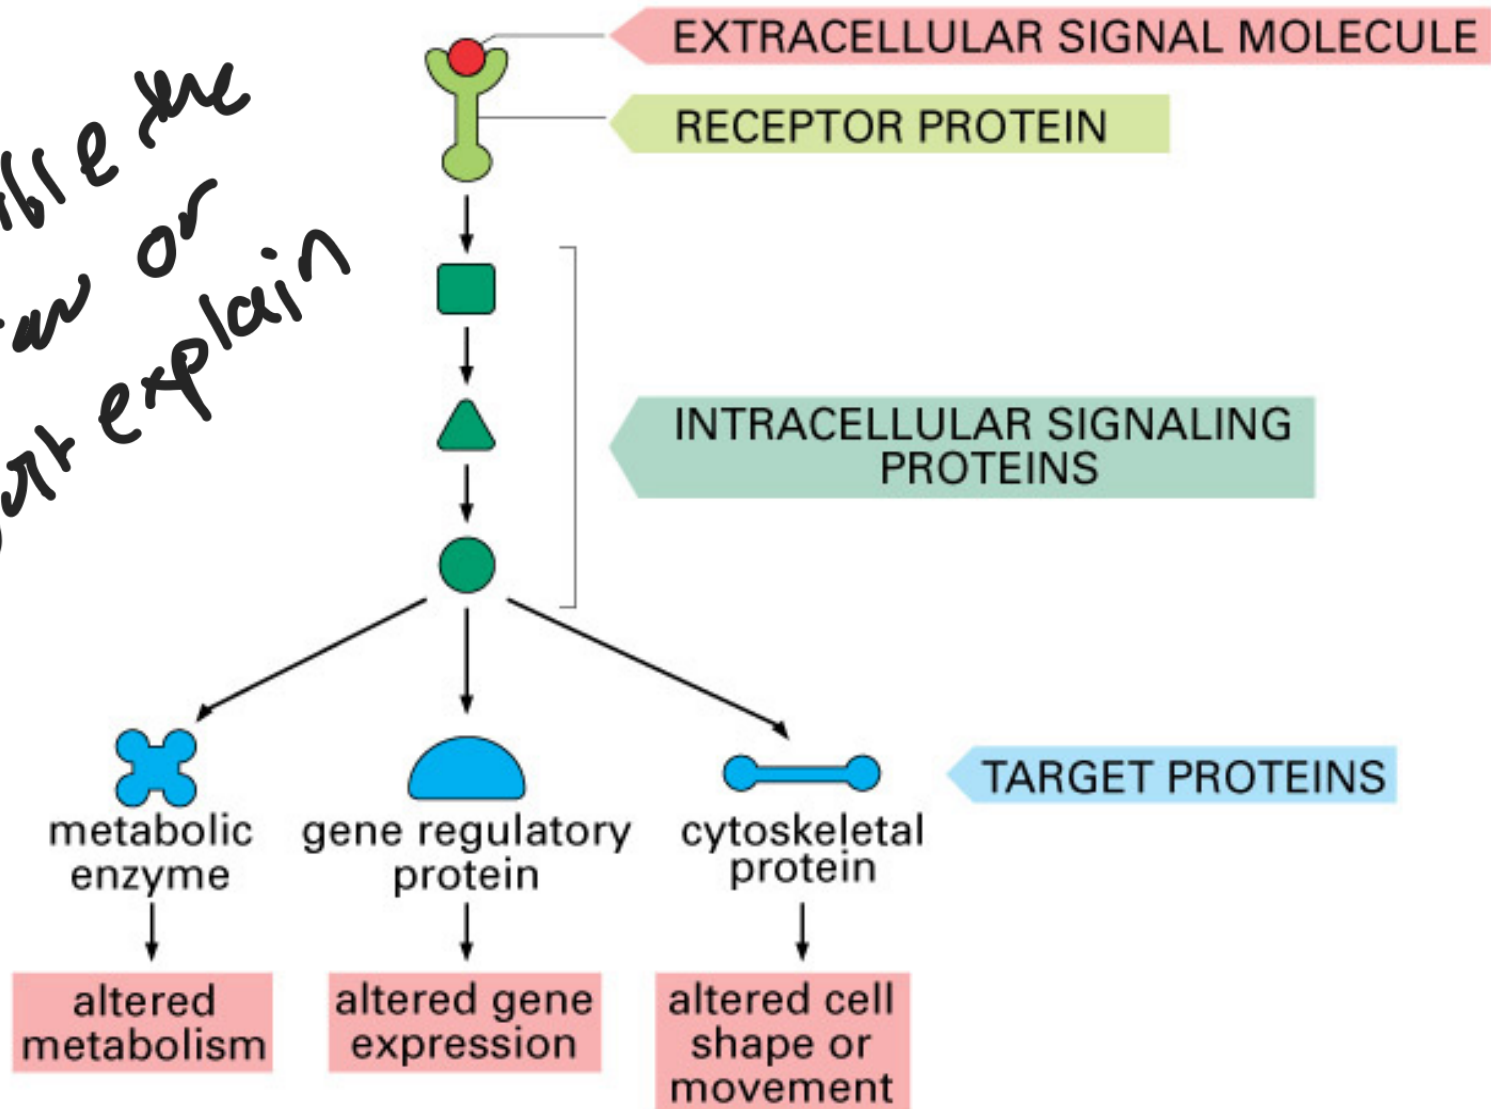 EXTRACELLULAR SIGNAL MOLECULE
RECEPTOR PROTEIN
the
or
explain
INTRACELLULAR SIGNALING
PROTEINS
TARGET PROTEINS
metabolic
enzyme
gene regulatory
protein
cytoskeletal
protein
altered
metabolism
altered gene
expression
altered cell
shape or
movement